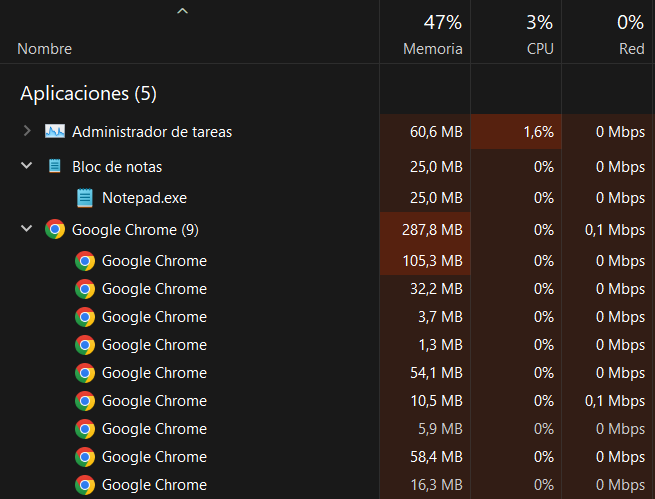 47% 3% 0%
Nombre Memoria CPU Red
Aplicaciones (5)
Administrador de tareas 60,6 MB 1,6% 0 Mbps
Bloc de notas 25,0 MB 0% 0 Mbps
Notepad.exe 25,0 MB 0% 0 Mbps
Google Chrome (9) 287,8 MB 0% 0,1 Mbps
Google Chrome 105,3 MB 0% 0 Mbps
Google Chrome 32,2 MB 0% 0 Mbps
Google Chrome 3,7 MB 0% 0 Mbps
Google Chrome 1,3 MB 0% 0 Mbps
Google Chrome 54,1 MB 0% 0 Mbps
Google Chrome 10,5 MB 0% 0,1 Mbps
Google Chrome 5,9 MB 0% 0 Mbps
Google Chrome 58,4 MB 0% 0 Mbps
Google Chrome 16,3 MB 0% 0 Mbps